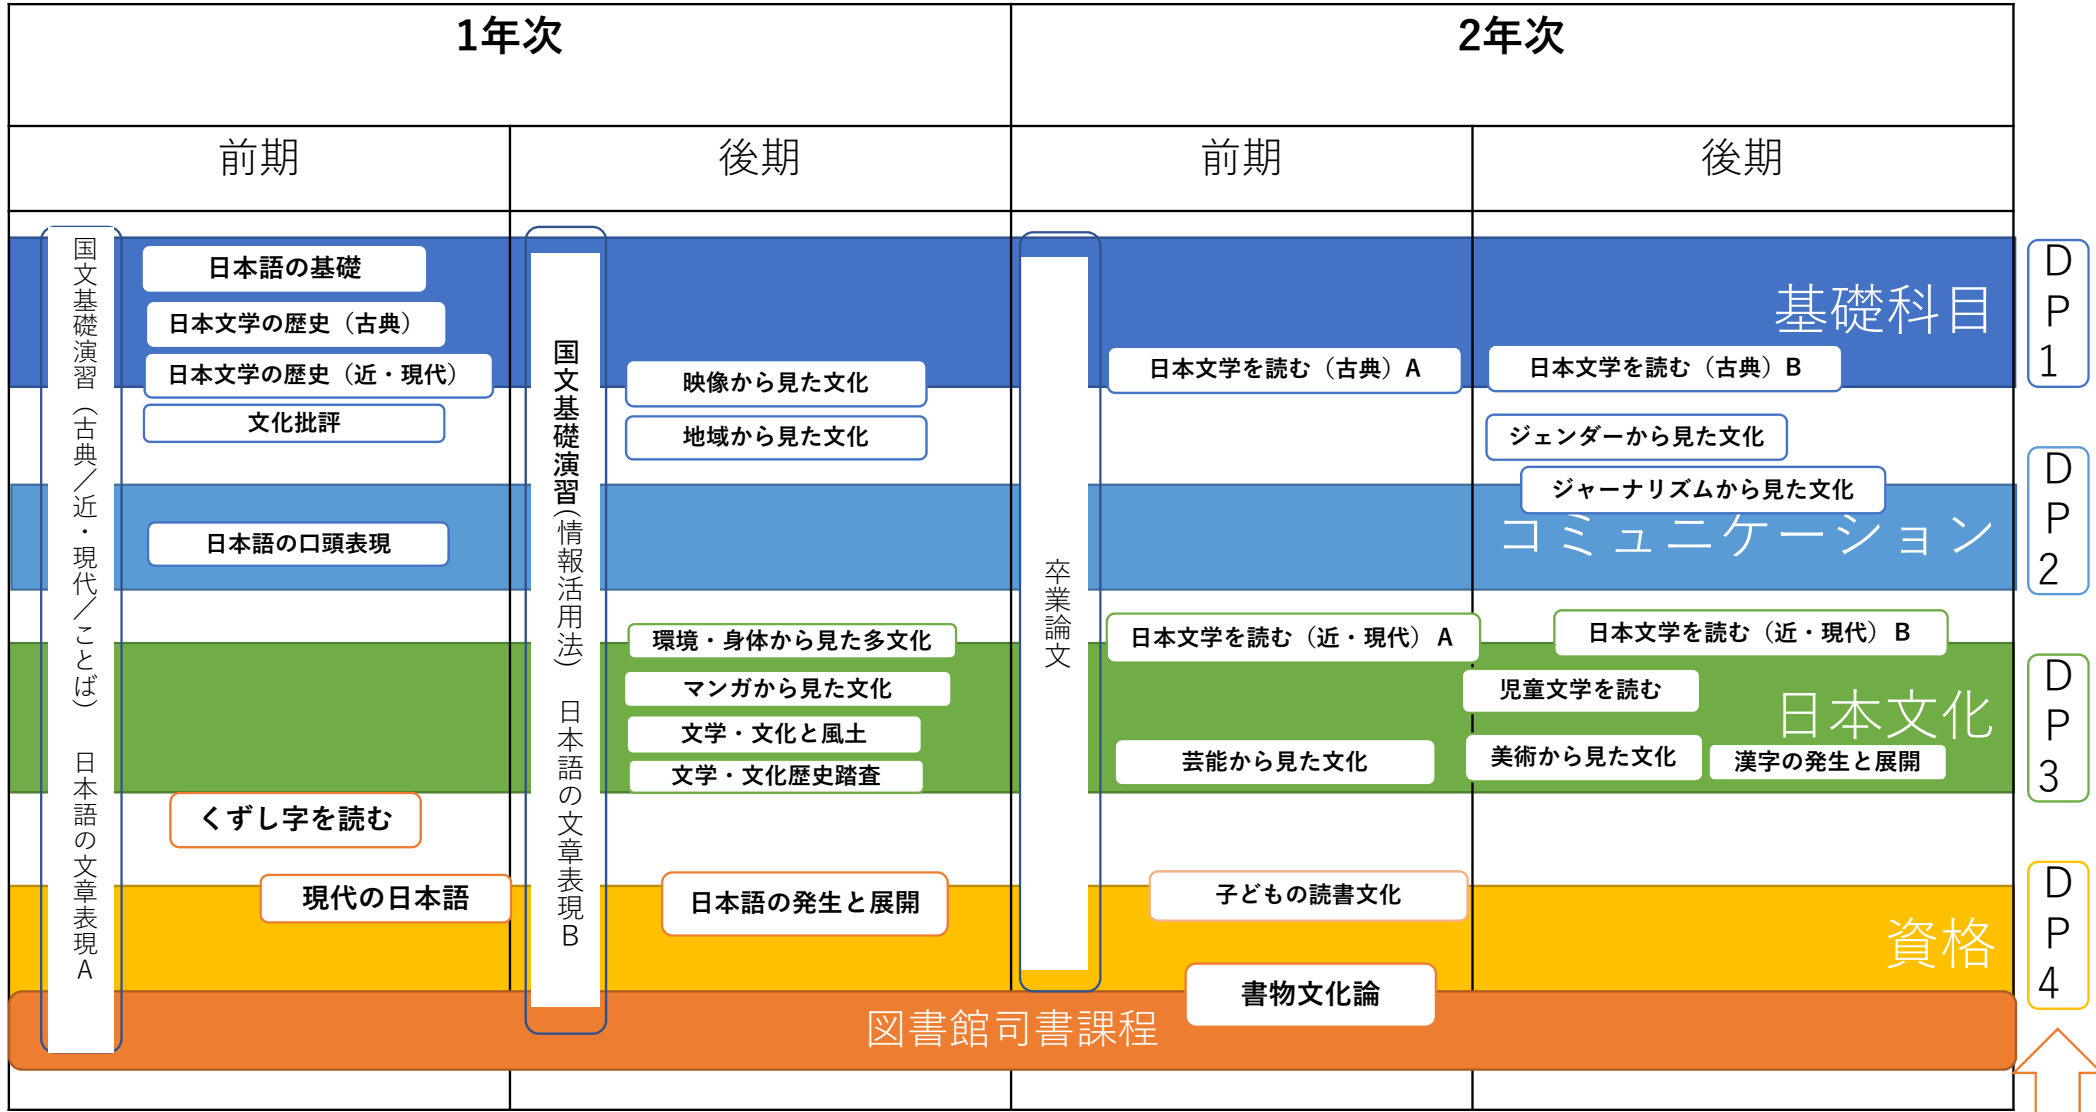 1年次
2年次
前期
後期
前期
後期
国文基礎演習（古典／近・現代／ことば）　日本語の文章表現A
日本語の基礎
日本文学の歴史（古典）
日本文学の歴史（近・現代）
文化批評
日本語の口頭表現
くずし字を読む
現代の日本語
国文基礎演習（情報活用法）　日本語の文章表現B
映像から見た文化
地域から見た文化
環境・身体から見た多文化
マンガから見た文化
文学・文化と風土
文学・文化歴史踏査
日本語の発生と展開
卒業論文
日本文学を読む（古典）A
日本文学を読む（近・現代）A
芸能から見た文化
子どもの読書文化
書物文化論
基礎科目
日本文学を読む（古典）B
ジェンダーから見た文化
ジャーナリズムから見た文化
コミュニケーション
日本文学を読む（近・現代）B
児童文学を読む
日本文化
美術から見た文化
漢字の発生と展開
資格
図書館司書課程
DP1
DP2
DP3
DP4